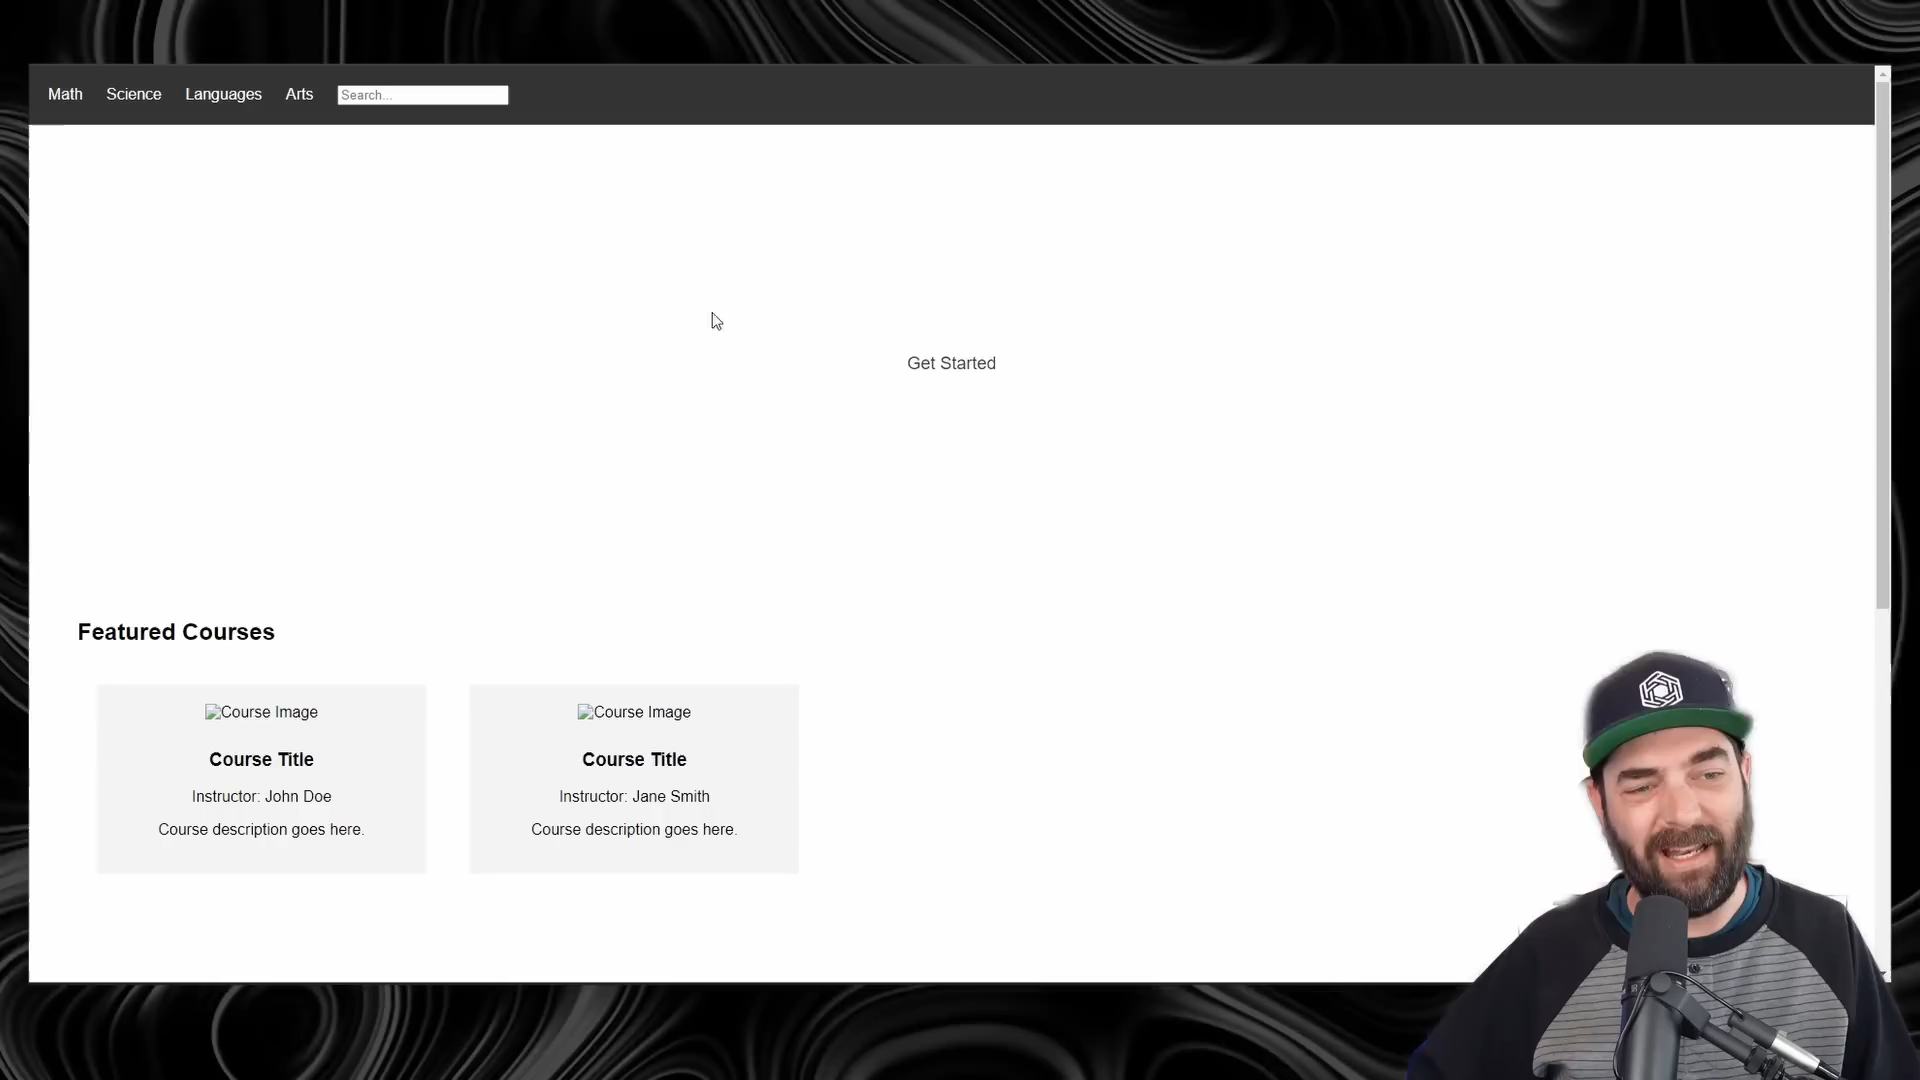 Math Science Languages Arts Search...
Get Started
Featured Courses
Course Image
Course Title
Instructor: John Doe
Course description goes here.
Course Image
Course Title
Instructor: Jane Smith
Course description goes here.